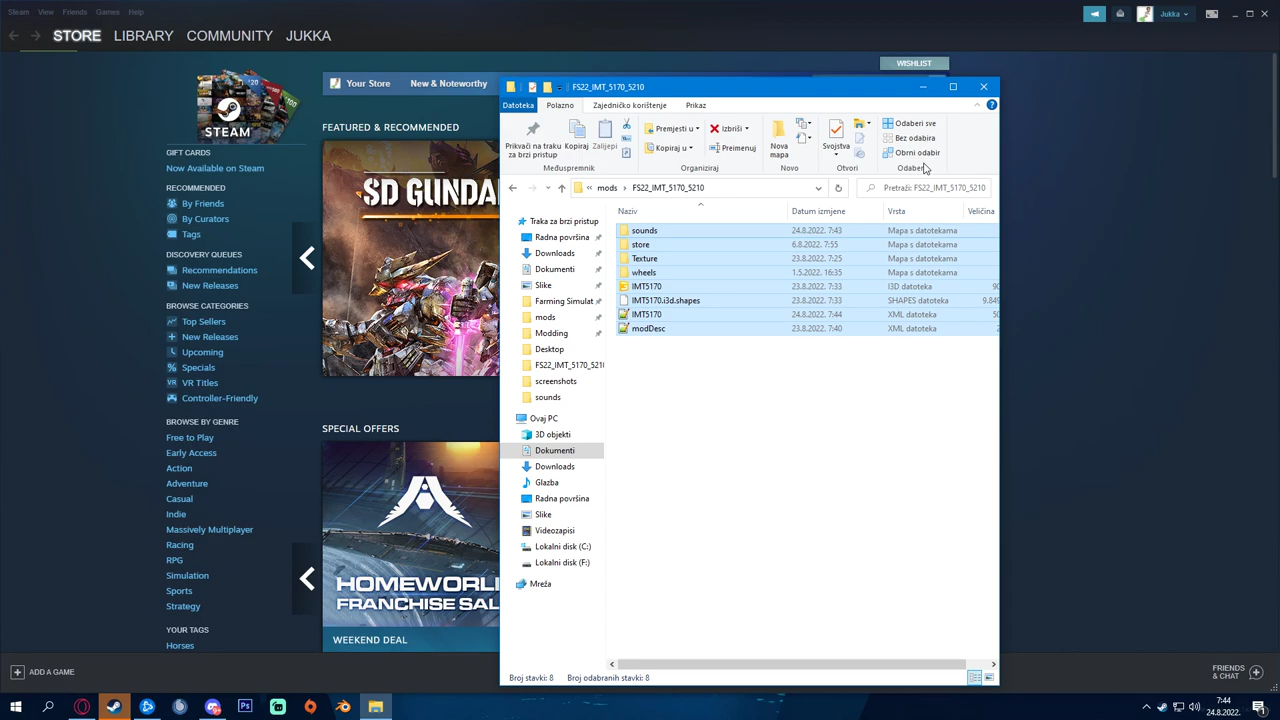 Steam View Friends Games Help
Jukka
STORE LIBRARY COMMUNITY JUKKA
WISHLIST
Your Store New & Noteworthy
STEAM
GIFT CARDS
Now Available on Steam
RECOMMENDED
By Friends
By Curators
Tags
DISCOVERY QUEUES
Recommendations
New Releases
BROWSE CATEGORIES
Top Sellers
New Releases
Upcoming
Specials
VR Titles
Controller-Friendly
BROWSE BY GENRE
Free to Play
Early Access
Action
Adventure
Casual
Indie
Massively Multiplayer
Racing
RPG
Simulation
Sports
Strategy
YOUR TAGS
Horses
FEATURED & RECOMMENDED
SD GUNDA
SPECIAL OFFERS
HOMEWORL
FRANCHISE SAL
WEEKEND DEAL
FS22_IMT_5170_5210
Datoteka Polazno Zajedničko korištenje Prikaz
Prikvači na traku za brzi pristup
Kopiraj
Zalijepi
Međuspremnik
Premjesti u
Kopiraj u
Izbriši
Preimenuj
Organiziraj
Nova mapa
Novo
Svojstva
Otvori
Odaberi sve
Bez odabira
Obrni odabir
Odaberi
mods FS22_IMT_5170_5210
Pretraži: FS22_IMT_5170_5210
Traka za brzi pristup
Radna površina
Downloads
Dokumenti
Slike
Farming Simulat
mods
Modding
Desktop
FS22_IMT_5170_5210
screenshots
sounds
Ovaj PC
3D objekti
Dokumenti
Downloads
Glazba
Radna površina
Slike
Videozapisi
Lokalni disk (C:)
Lokalni disk (F:)
Mreža
Naziv Datum izmjene Vrsta Veličina
sounds 24.8.2022. 7:43 Mapa s datotekama
store 6.8.2022. 7:55 Mapa s datotekama
Texture 23.8.2022. 7:25 Mapa s datotekama
wheels 1.5.2022. 16:35 Mapa s datotekama
IMT5170 23.8.2022. 7:33 I3D datoteka 90
IMT5170.i3d.shapes 23.8.2022. 7:33 SHAPES datoteka 9.849
IMT5170 24.8.2022. 7:44 XML datoteka 50
modDesc 23.8.2022. 7:40 XML datoteka 2
Broj stavki: 8 Broj odabranih stavki: 8
ADD A GAME
FRIENDS
& CHAT
Ps
7:44
24.8.2022.